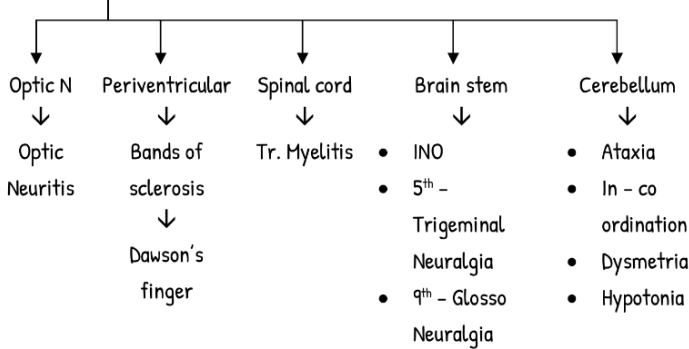 Optic N
↓
Optic
Neuritis
Periventricular
↓
Bands of
sclerosis
↓
Dawson's
finger
Spinal cord
↓
Tr. Myelitis
Brain stem
↓
• INO
• 5th –
Trigeminal
Neuralgia
• 9th – Glosso
Neuralgia
Cerebellum
↓
• Ataxia
• In – co
ordination
• Dysmetria
• Hypotonia